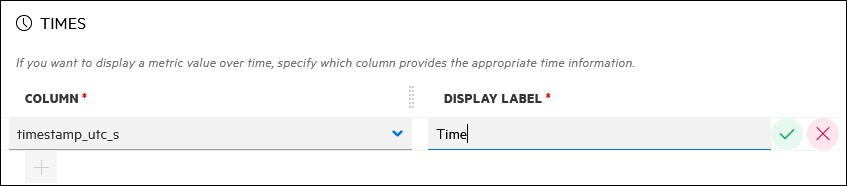 TIMES
If you want to display a metric value over time, specify which column provides the appropriate time information.
COLUMN * DISPLAY LABEL *
timestamp_utc_s Time